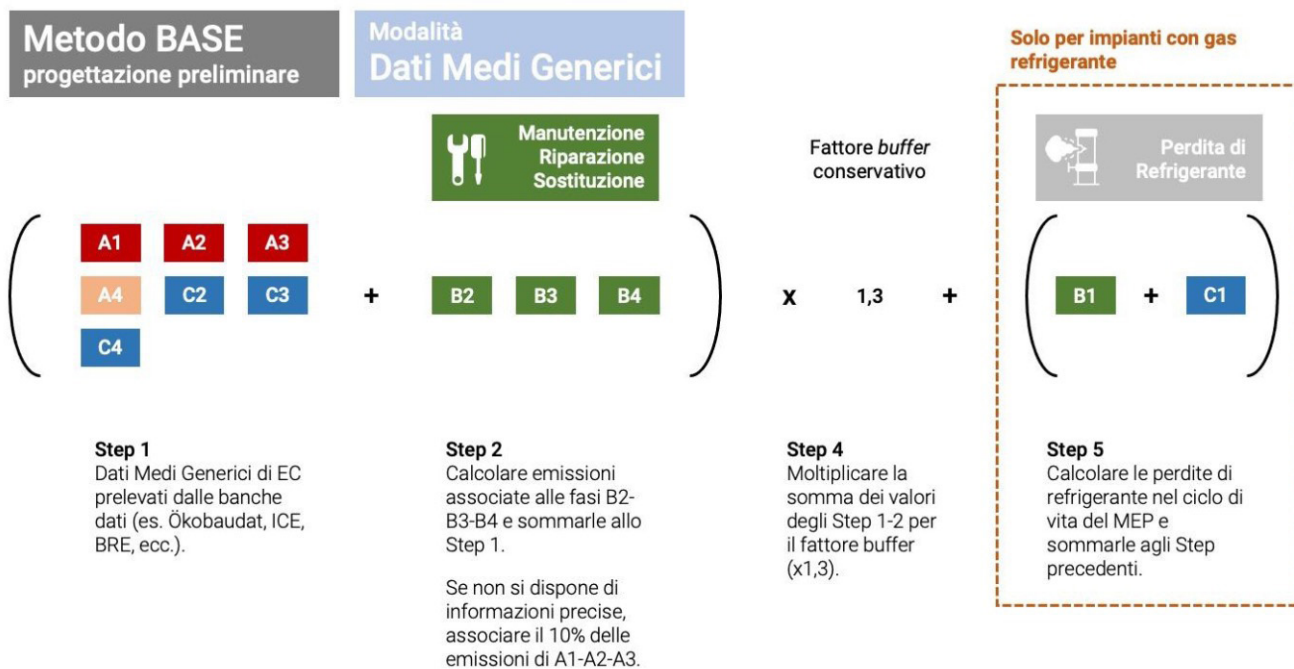 Metodo BASE
progettazione preliminare
Modalità
Dati Medi Generici
Solo per impianti con gas
refrigerante
Manutenzione
Riparazione
Sostituzione
Fattore buffer
conservativo
Perdita di
Refrigerante
A1 A2 A3
A4 C2 C3
C4
+
B2 B3 B4
x
1,3
+
B1 + C1
Step 1
Dati Medi Generici di EC
prelevati dalle banche
dati (es. Ökobaudat, ICE,
BRE, ecc.).
Step 2
Calcolare emissioni
associate alle fasi B2-
B3-B4 e sommarle allo
Step 1.
Se non si dispone di
informazioni precise,
associare il 10% delle
emissioni di A1-A2-A3.
Step 4
Moltiplicare la
somma dei valori
degli Step 1-2 per
il fattore buffer
(x1,3).
Step 5
Calcolare le perdite di
refrigerante nel ciclo di
vita del MEP e
sommarle agli Step
precedenti.